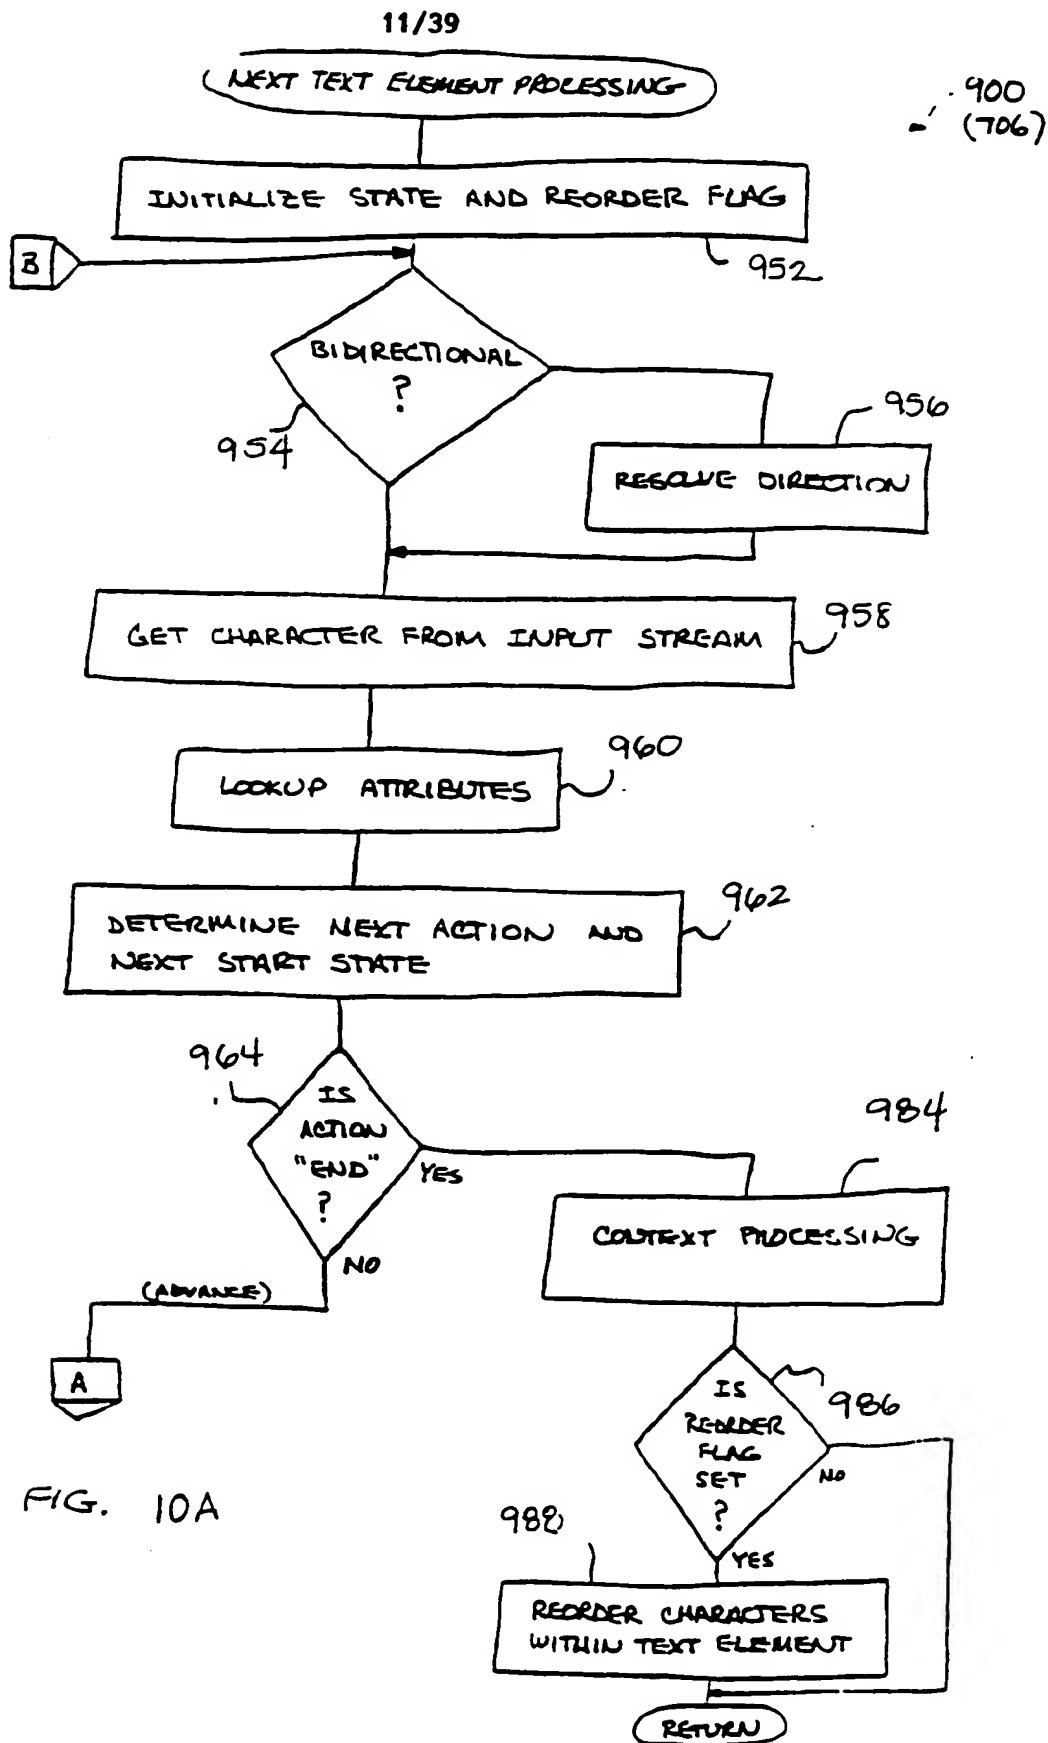 11/39
NEXT TEXT ELEMENT PROCESSING
900
(706)
INITIALIZE STATE AND REORDER FLAG
B
952
BIDIRECTIONAL
?
954
956
RESOLVE DIRECTION
GET CHARACTER FROM INPUT STREAM
958
LOOKUP ATTRIBUTES
960
DETERMINE NEXT ACTION AND
NEXT START STATE
962
964
IS
ACTION
"END"
?
YES
NO
(ADVANCE)
A
984
CONTEXT PROCESSING
IS
REORDER
FLAG
SET
?
986
NO
YES
FIG. 10A
988
REORDER CHARACTERS
WITHIN TEXT ELEMENT
RETURN